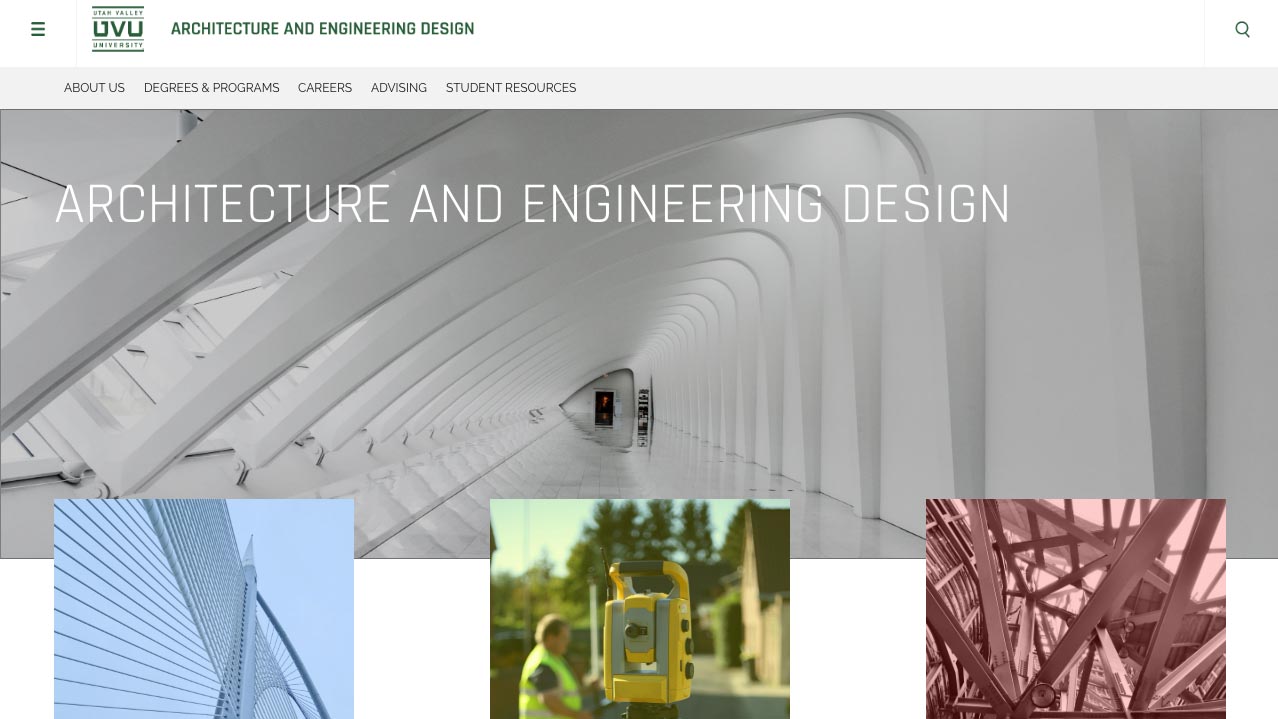 UTAH VALLEY
UVU
UNIVERSITY
ARCHITECTURE AND ENGINEERING DESIGN
ABOUT US
DEGREES & PROGRAMS
CAREERS
ADVISING
STUDENT RESOURCES
ARCHITECTURE AND ENGINEERING DESIGN